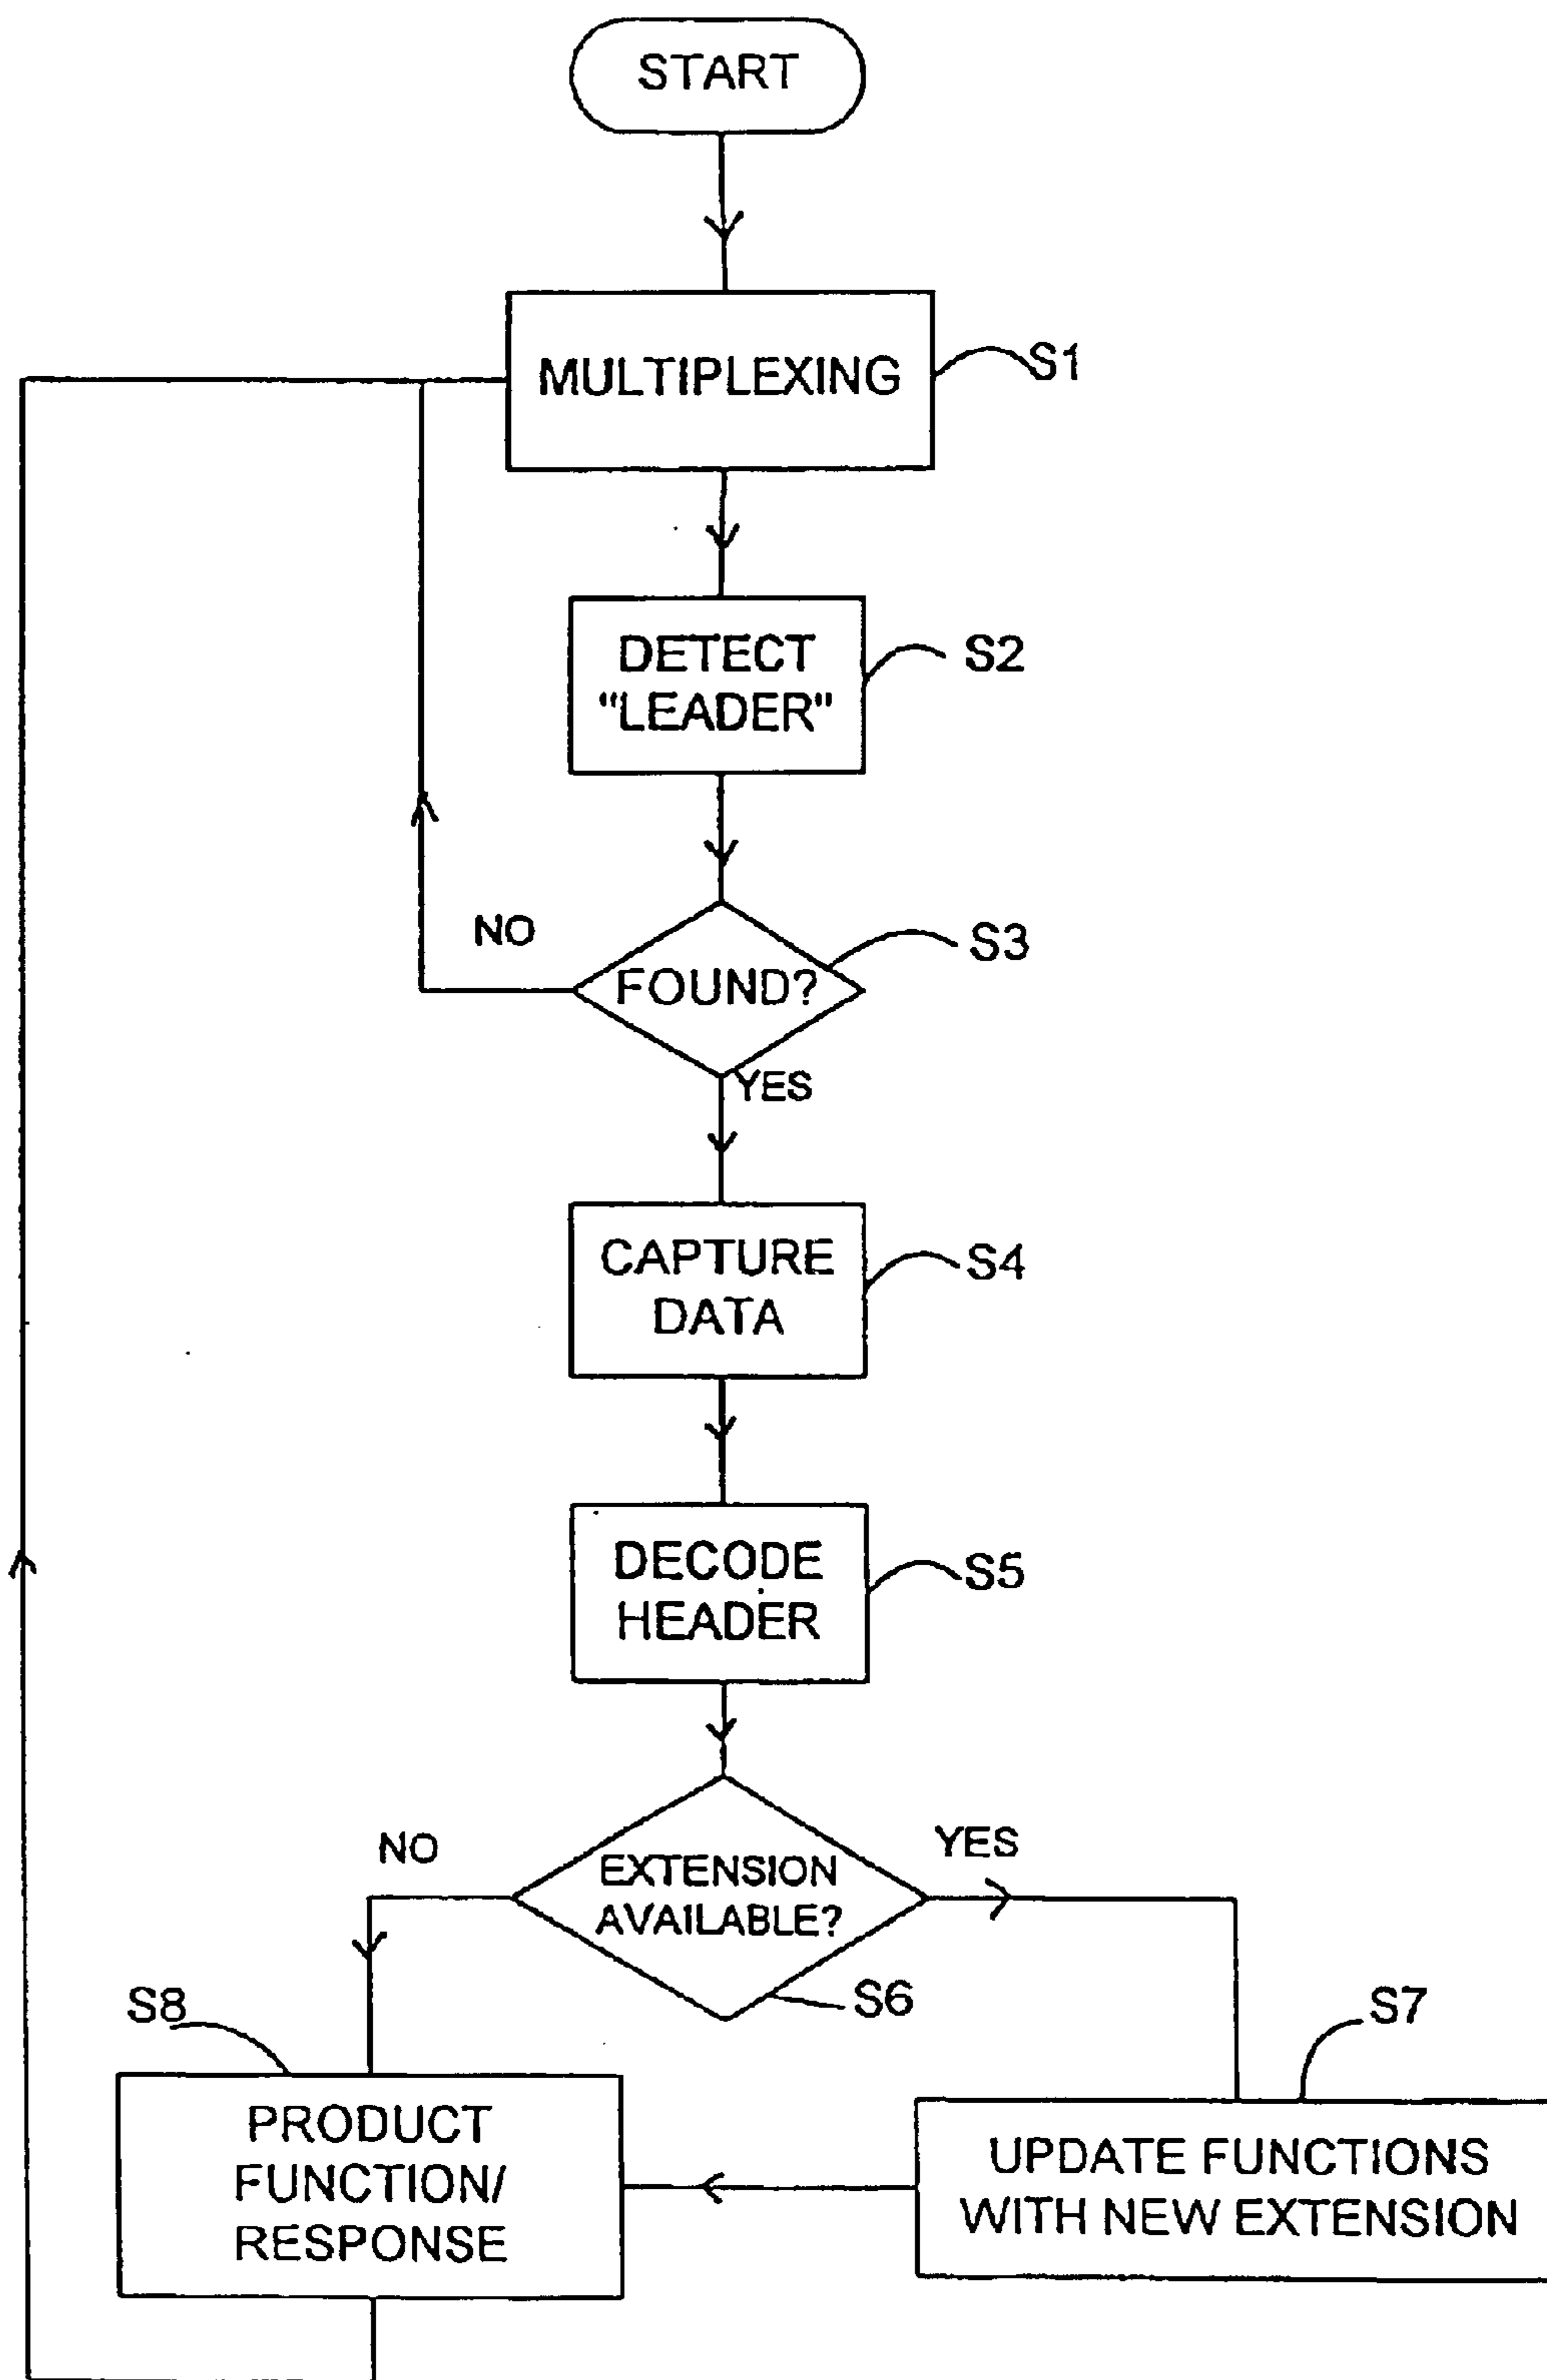 START
MULTIPLEXING
S1
DETECT
"LEADER"
S2
NO
FOUND?
S3
YES
CAPTURE
DATA
S4
DECODE
HEADER
S5
NO
EXTENSION
AVAILABLE?
YES
S6
S8
S7
PRODUCT
FUNCTION/
RESPONSE
UPDATE FUNCTIONS
WITH NEW EXTENSION